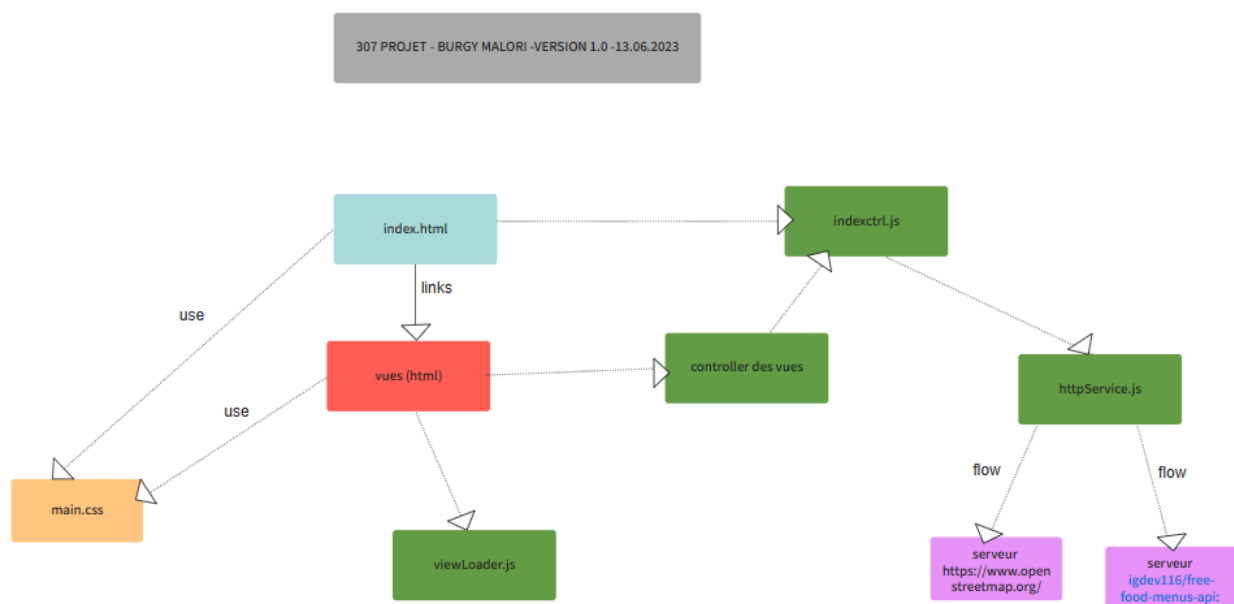 307 PROJET - BURGY MALORI -VERSION 1.0 -13.06.2023
index.html
indexctrl.js
links
use
vues (html)
controller des vues
httpService.js
use
flow
flow
main.css
viewLoader.js
serveur
https://www.open
streetmap.org/
serveur
igdev116/free-
food-menus-api: